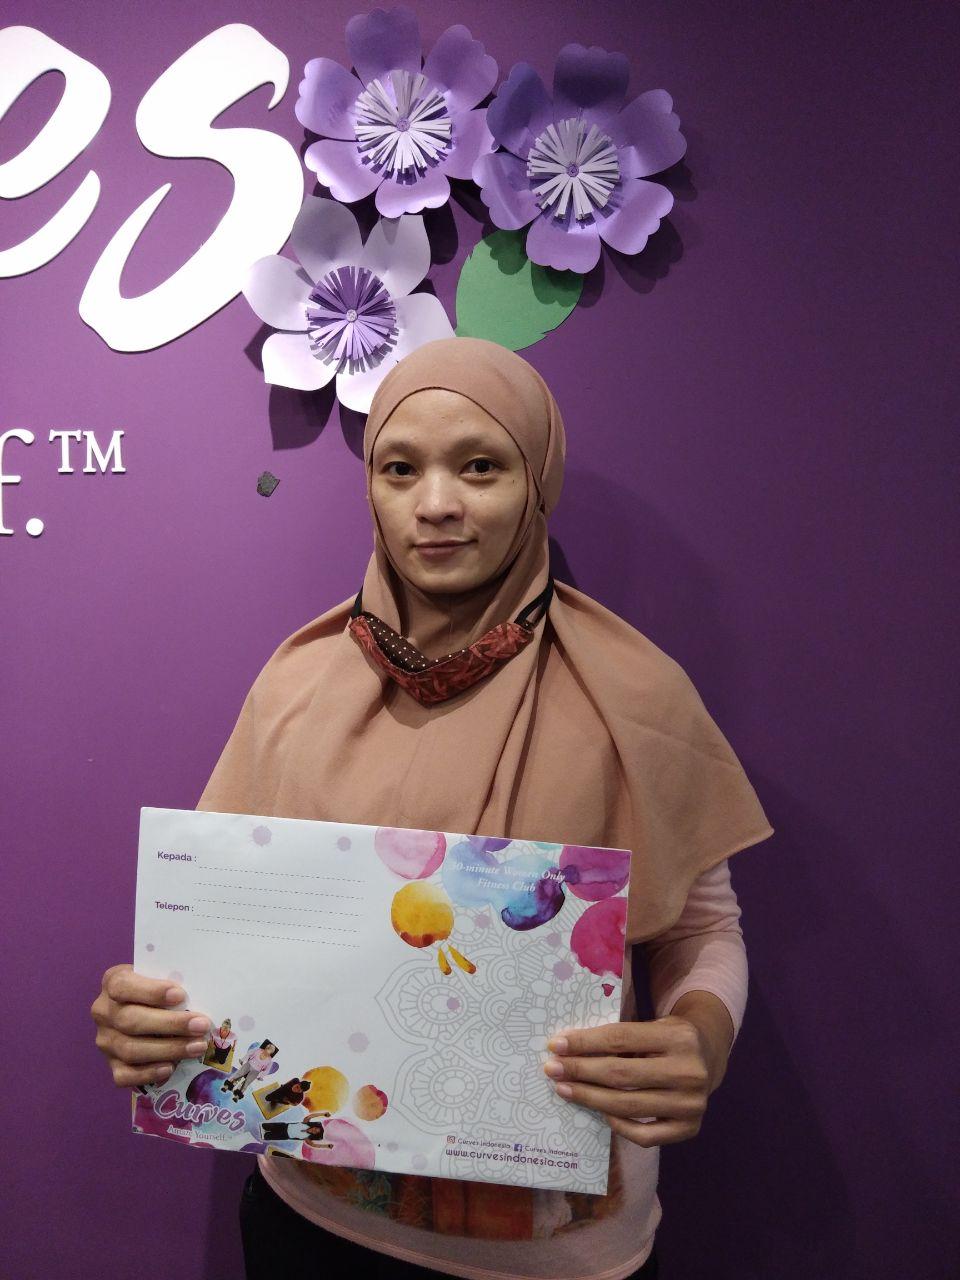 es
f.™
Kepada :
Telepon :
30-minute Women Only
Fitness Club
Curves
Amaze Yourself.™
Curves Indonesia Curves Indonesia
www.curvesindonesia.com